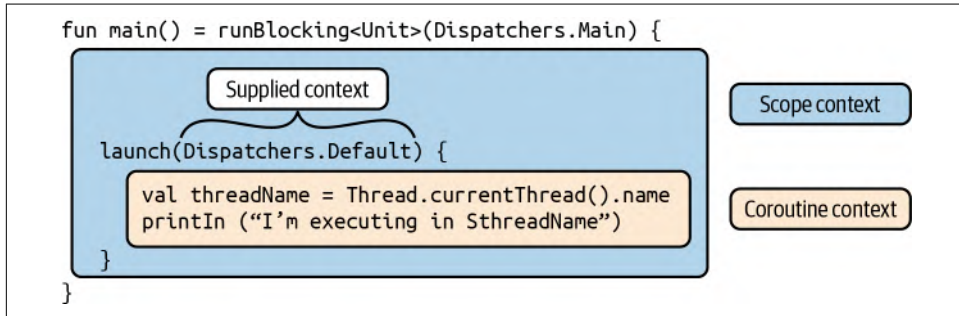 fun main() = runBlocking<Unit>(Dispatchers.Main) {
Supplied context
Scope context
launch(Dispatchers.Default) {
val threadName = Thread.currentThread().name
printIn (“I’m executing in SthreadName”)
Coroutine context
}
}